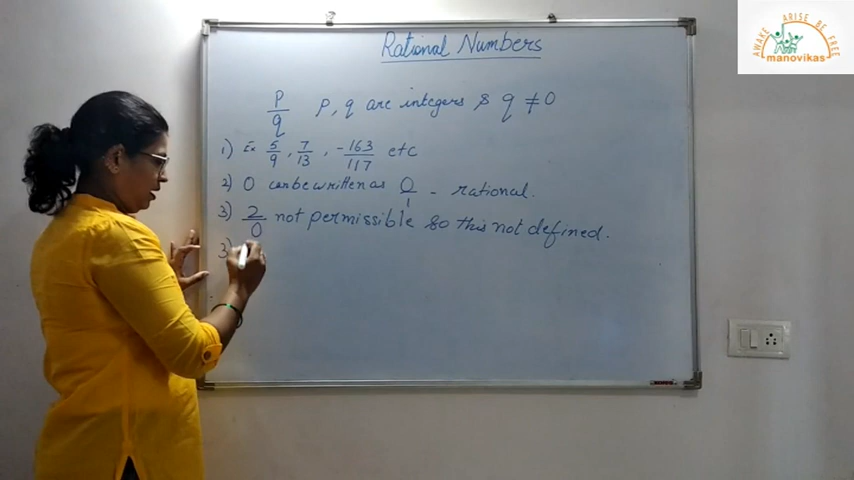 AWAKE ARISE BE FREE
manovikas
Rational Numbers
p/q p, q are integers & q ≠ 0
1) Ex 5/9, 7/13, -163/117 etc
2) 0 can be written as 0/1 - rational.
3) 2/0 not permissible so this not defined.
3)